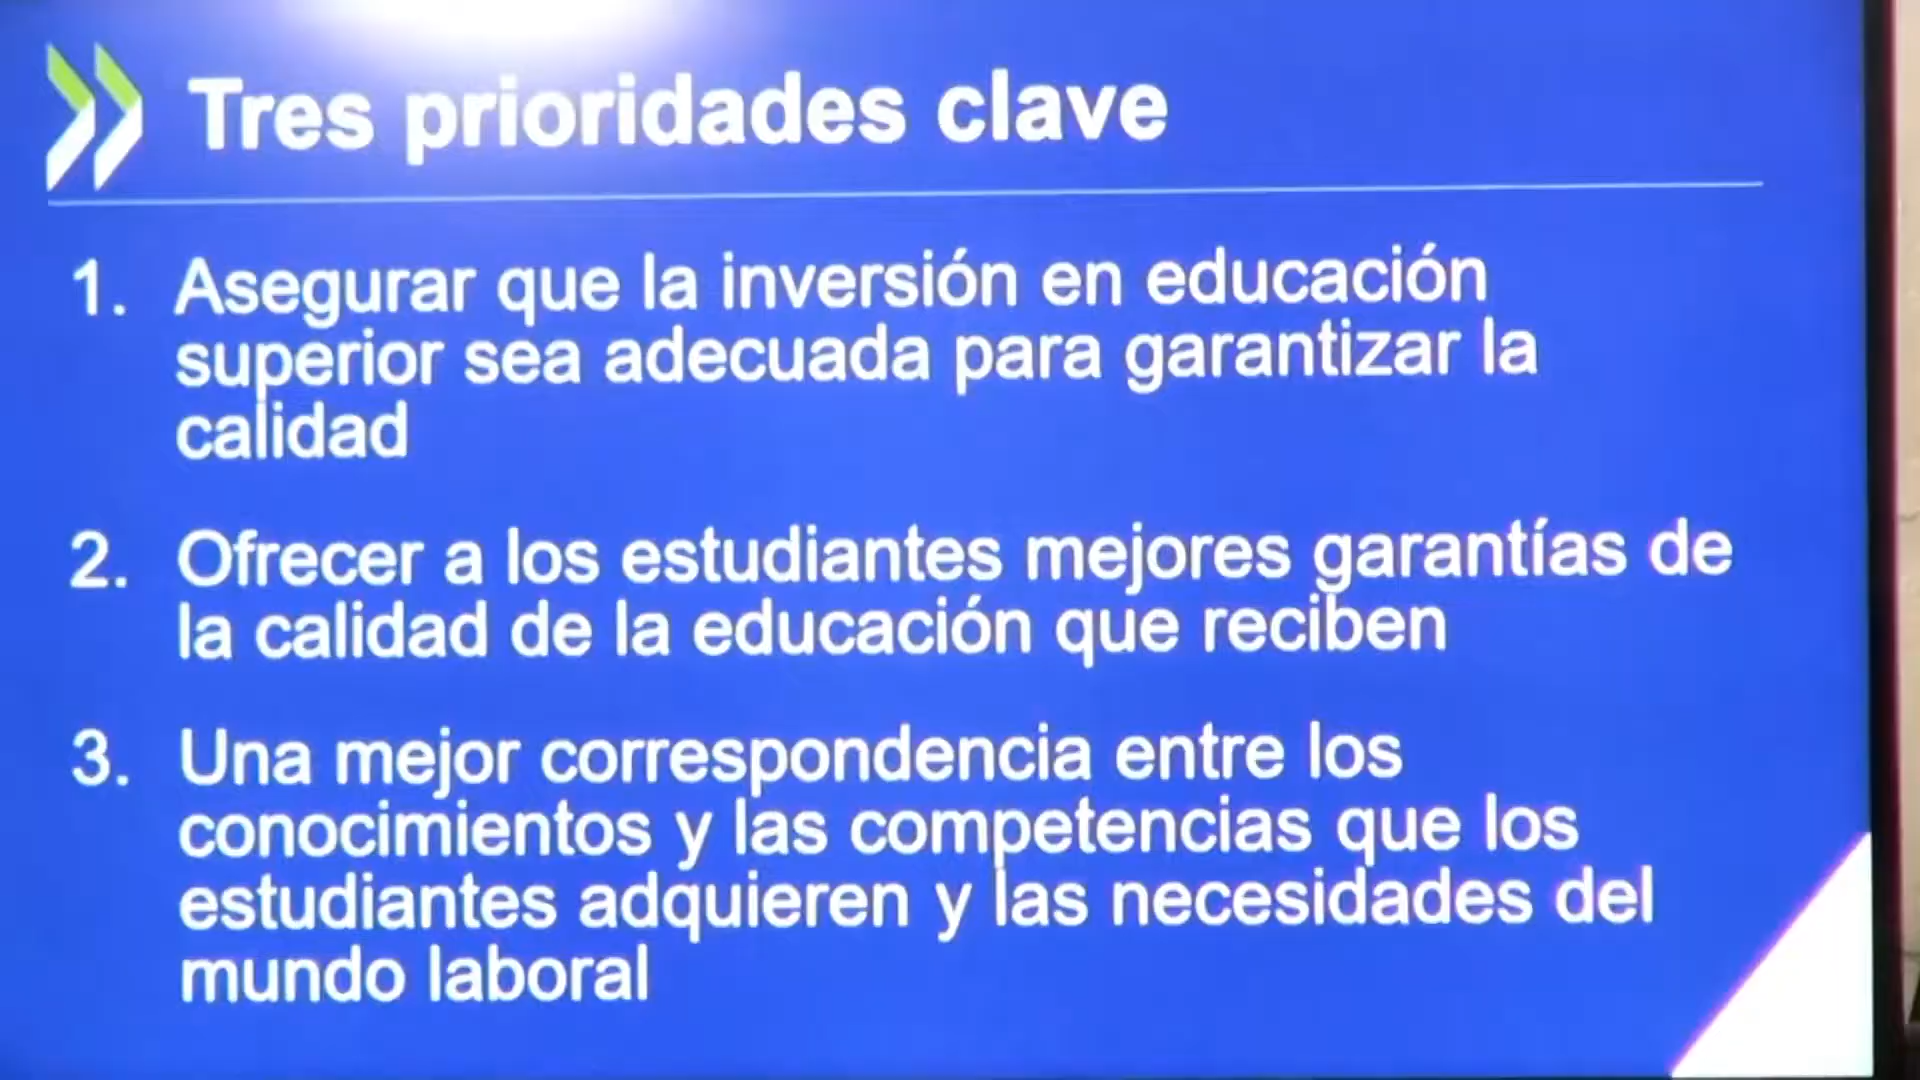 Tres prioridades clave
1. Asegurar que la inversión en educación
superior sea adecuada para garantizar la
calidad
2. Ofrecer a los estudiantes mejores garantías de
la calidad de la educación que reciben
3. Una mejor correspondencia entre los
conocimientos y las competencias que los
estudiantes adquieren y las necesidades del
mundo laboral